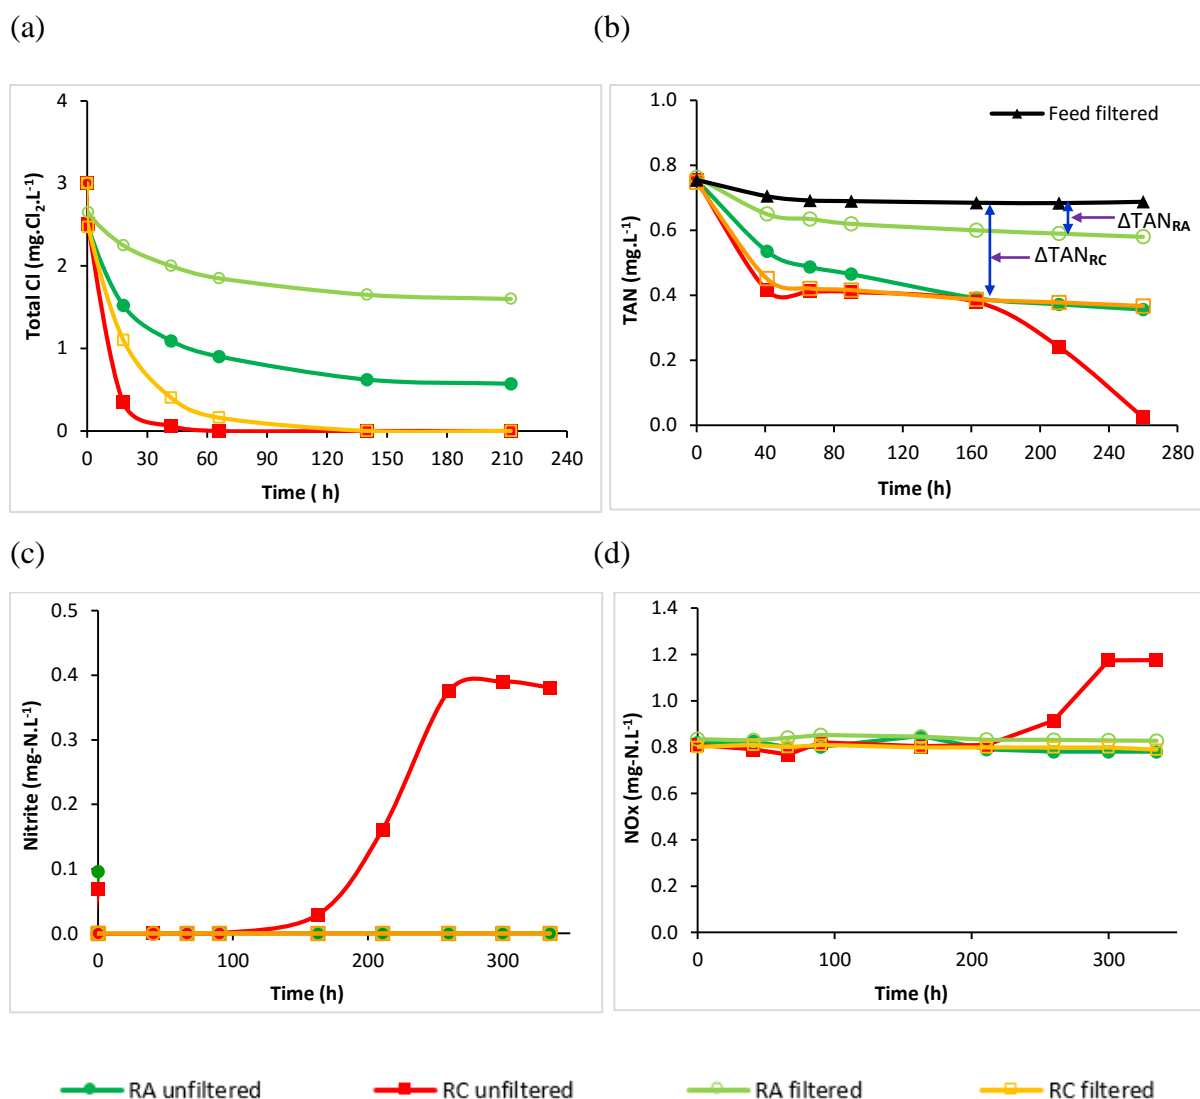 (a)
(b)
4
3
2
1
0
Total Cl (mg.Cl₂.L⁻¹)
0 30 60 90 120 150 180 210 240
Time ( h)
1.0
0.8
0.6
0.4
0.2
0.0
TAN (mg.L⁻¹)
Feed filtered
ΔTAN_RA
ΔTAN_RC
0 40 80 120 160 200 240 280
Time (h)
(c)
(d)
0.5
0.4
0.3
0.2
0.1
0.0
Nitrite (mg-N.L⁻¹)
0 100 200 300
Time (h)
1.4
1.2
1.0
0.8
0.6
0.4
0.2
0.0
NOx (mg-N.L⁻¹)
0 100 200 300
Time (h)
RA unfiltered RC unfiltered RA filtered RC filtered